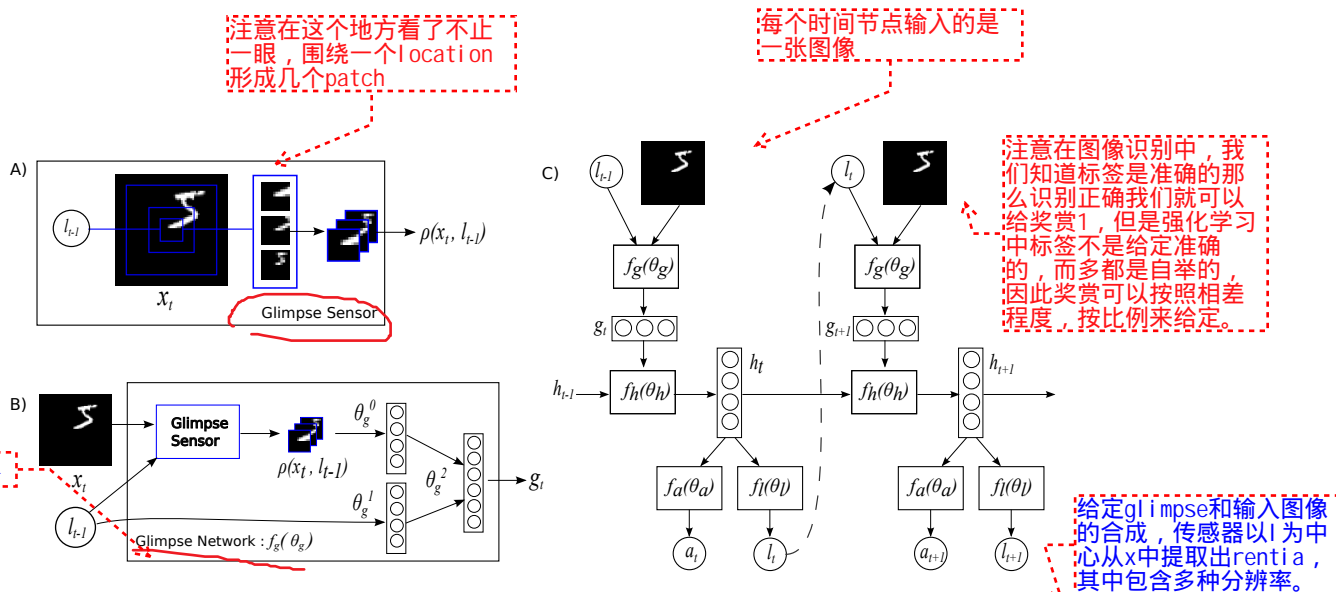 注意在这个地方看了不止
一眼，围绕一个location
形成几个patch
每个时间节点输入的是
一张图像
注意在图像识别中，我
们知道标签是准确的那
么识别正确我们就可以
给奖赏1，但是强化学习
中标签不是给定准确
的，而多都是自举的，
因此奖赏可以按照相差
程度，按比例来给定。
A)
l_{t-1}
x_t
ρ(x_t, l_{t-1})
Glimpse Sensor
B)
x_t
l_{t-1}
Glimpse
Sensor
ρ(x_t, l_{t-1})
θ_g^0
θ_g^1
θ_g^2
g_t
Glimpse Network : f_g( θ_g )
C)
l_{t-1}
l_t
f_g(θ_g)
f_g(θ_g)
g_t
g_{t+1}
h_{t-1}
f_h(θ_h)
h_t
f_h(θ_h)
h_{t+1}
f_a(θ_a)
f_l(θ_l)
f_a(θ_a)
f_l(θ_l)
a_t
l_t
a_{t+1}
l_{t+1}
给定glimpse和输入图像
的合成，传感器以l为中
心从x中提取出rentia，
其中包含多种分辨率。